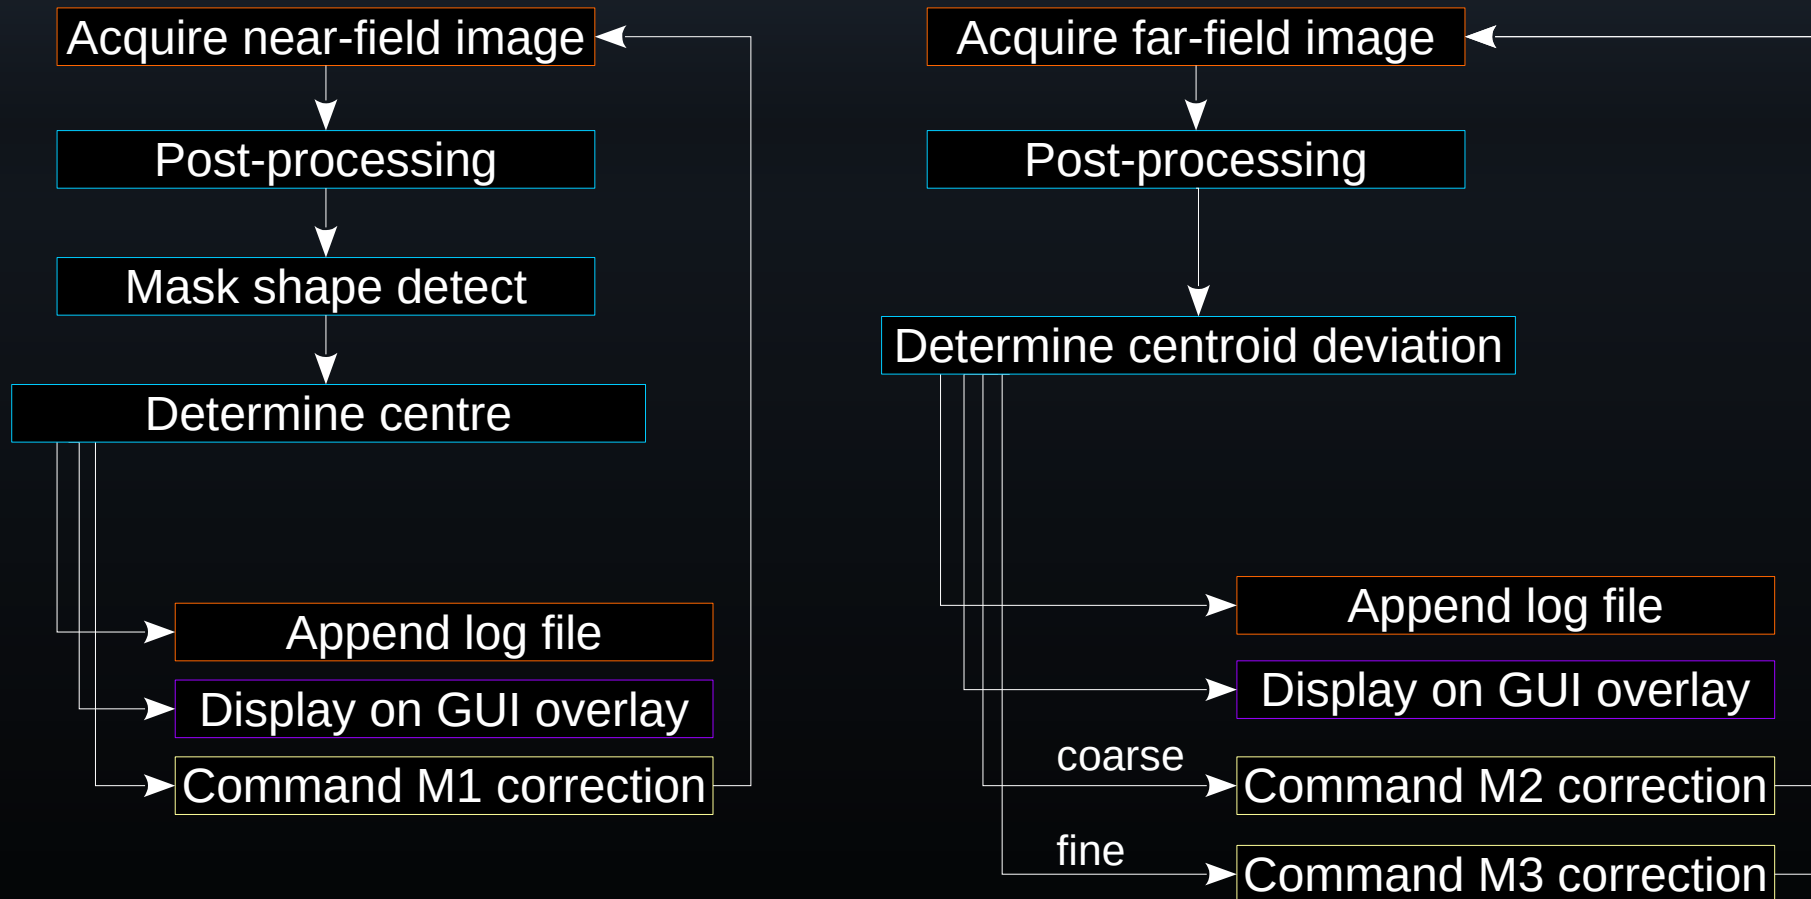 Acquire near-field image
Post-processing
Mask shape detect
Determine centre
Append log file
Display on GUI overlay
Command M1 correction
Acquire far-field image
Post-processing
Determine centroid deviation
Append log file
Display on GUI overlay
coarse
Command M2 correction
fine
Command M3 correction